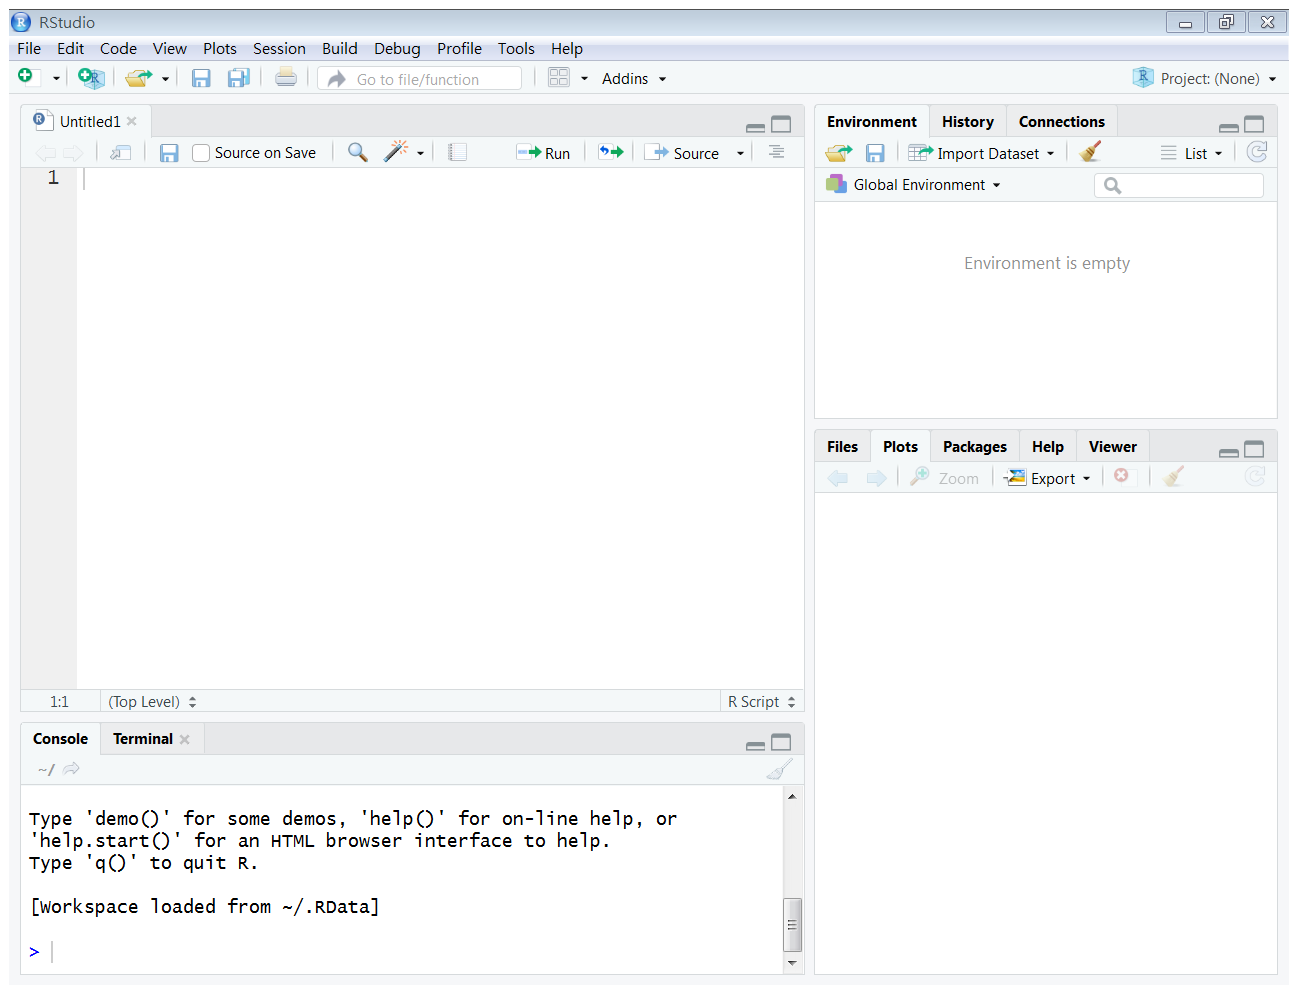 RStudio
File Edit Code View Plots Session Build Debug Profile Tools Help
Go to file/function Addins Project: (None)
Untitled1
Source on Save Run Source
1
1:1 (Top Level) R Script
Console Terminal
~/
Type 'demo()' for some demos, 'help()' for on-line help, or
'help.start()' for an HTML browser interface to help.
Type 'q()' to quit R.
[Workspace loaded from ~/.RData]
>
Environment History Connections
Import Dataset List
Global Environment
Environment is empty
Files Plots Packages Help Viewer
Zoom Export